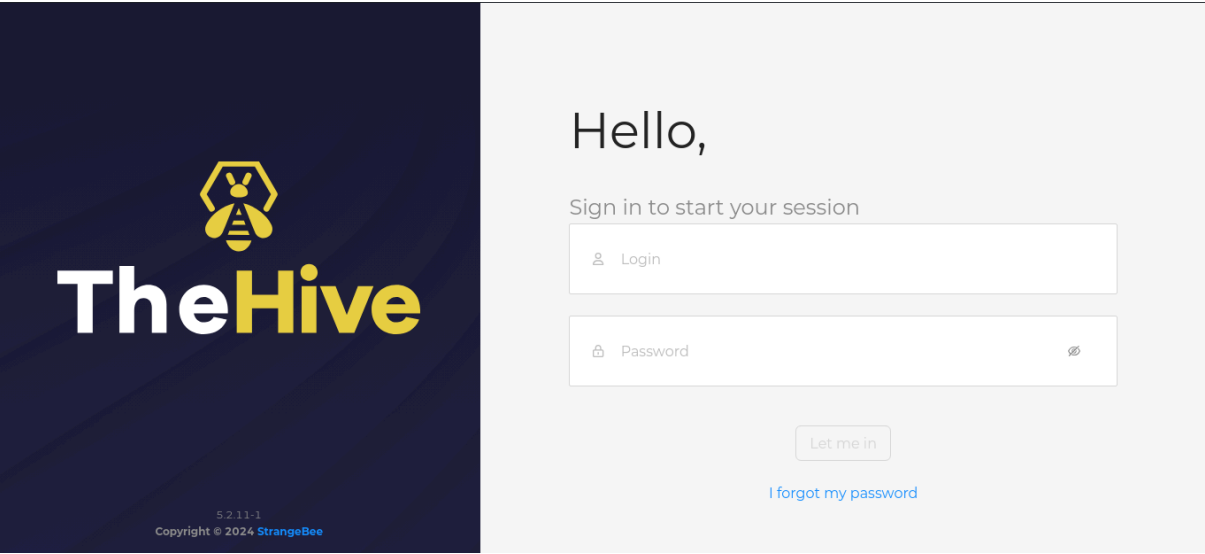 TheHive
5.2.11-1
Copyright © 2024 StrangeBee
Hello,
Sign in to start your session
Login
Password
Let me in
I forgot my password